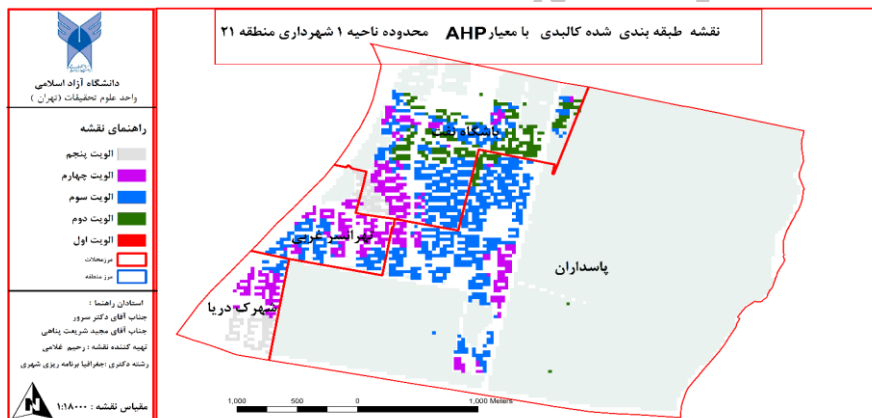 نقشه طبقه بندی شده کالبدی با معیار AHP محدوده ناحیه ۱ شهرداری منطقه ۲۱
دانشگاه آزاد اسلامی
واحد علوم تحقیقات (تهران )
راهنمای نقشه
الویت پنجم
الویت چهارم
الویت سوم
الویت دوم
الویت اول
مرزمحلات
مرز منطقه
استادان راهنما :
جناب آقای دکتر سرور
جناب آقای مجید شریعت پناهی
تهیه کننده نقشه : رحیم غلامی
رشته دکتری :جغرافیا برنامه ریزی شهری
مقیاس نقشه : ۱:۱۸۰۰۰
N
باشگاه نفت
تهرانسر غربی
پاسداران
شهرک دریا
1,000 500 0 1,000 Meters